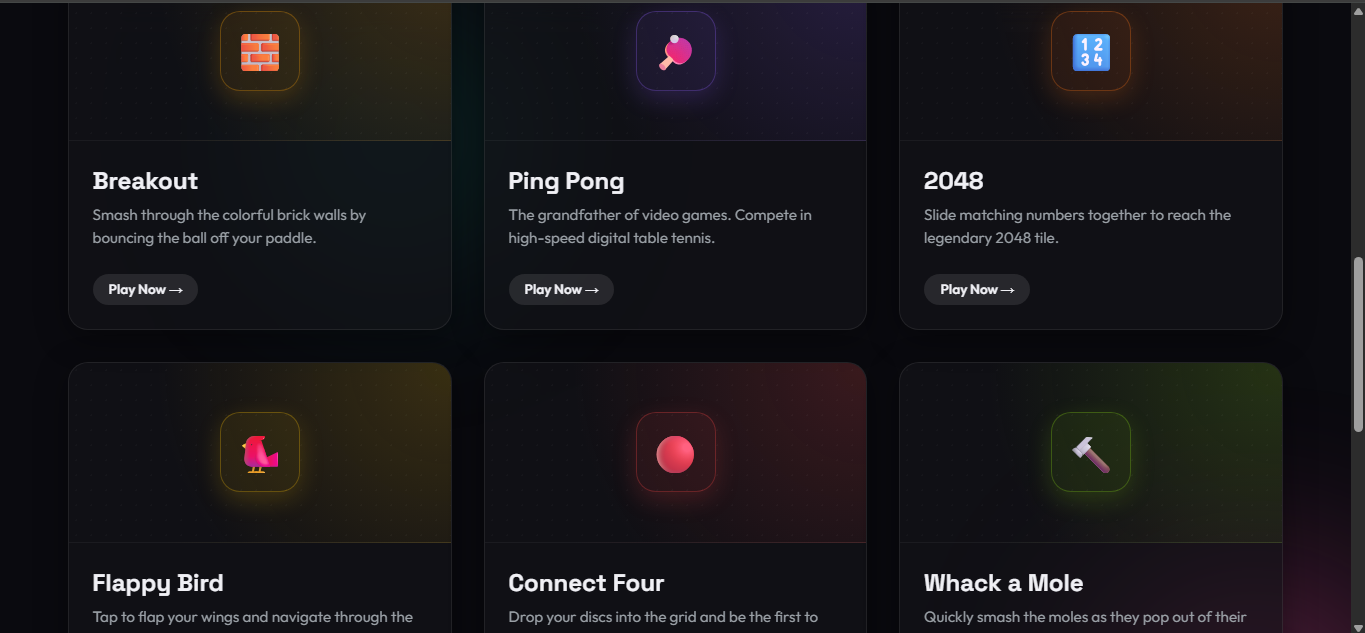 1 2
3 4
Breakout
Smash through the colorful brick walls by
bouncing the ball off your paddle.
Play Now →
Ping Pong
The grandfather of video games. Compete in
high-speed digital table tennis.
Play Now →
2048
Slide matching numbers together to reach the
legendary 2048 tile.
Play Now →
Flappy Bird
Tap to flap your wings and navigate through the
Connect Four
Drop your discs into the grid and be the first to
Whack a Mole
Quickly smash the moles as they pop out of their